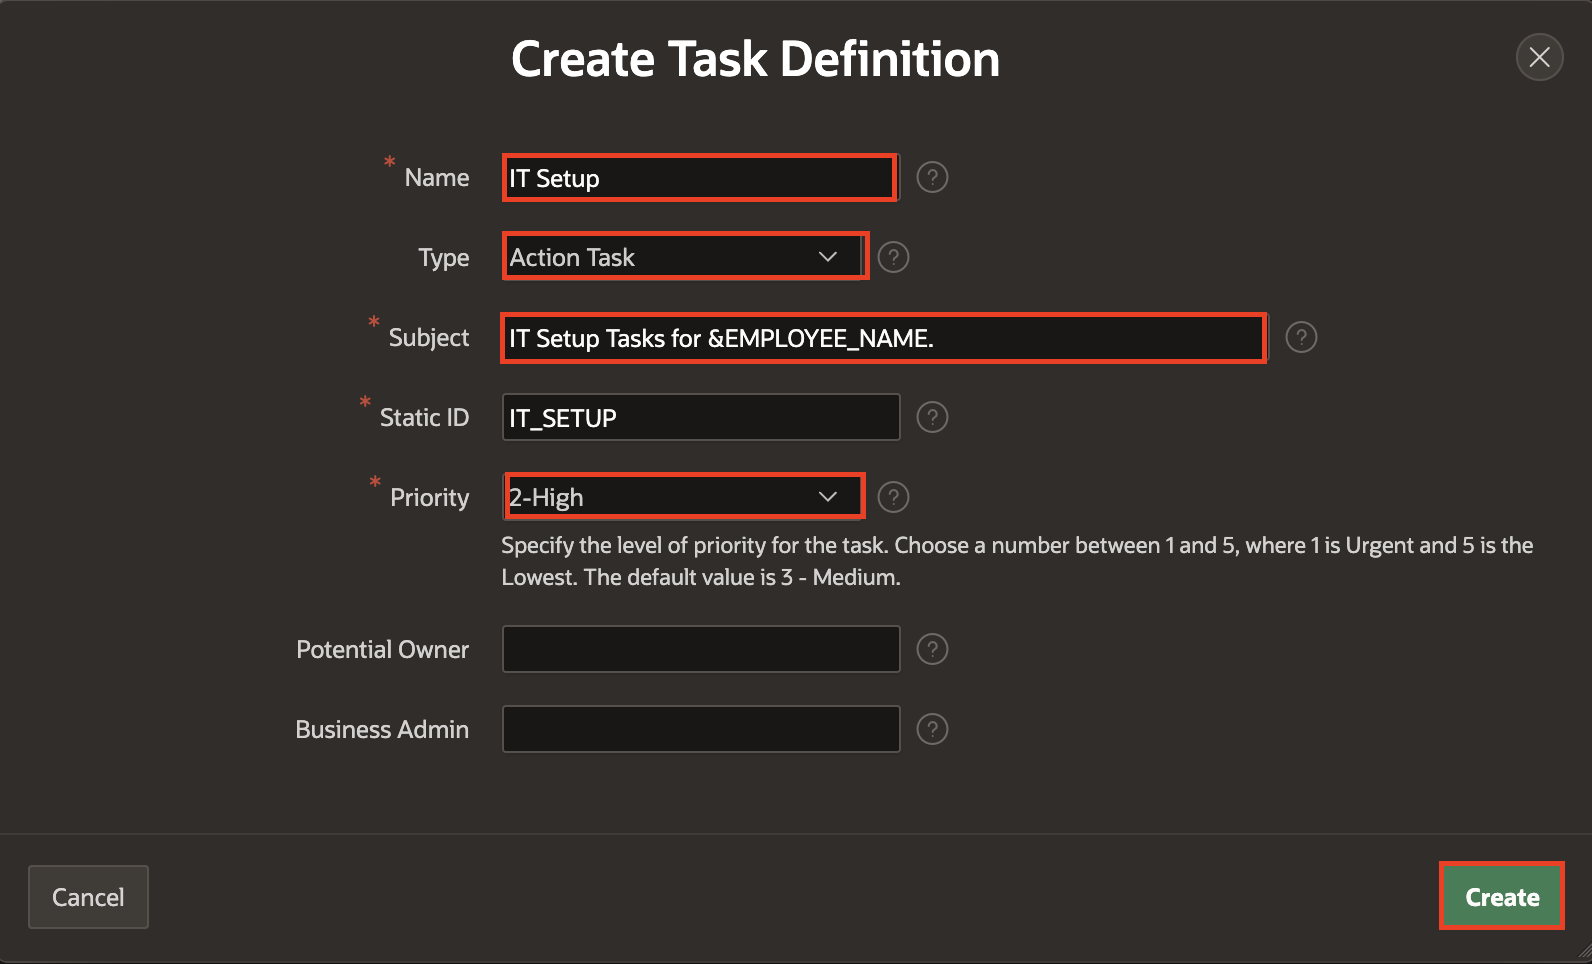 Create Task Definition
* Name IT Setup ?
Type Action Task ?
* Subject IT Setup Tasks for &EMPLOYEE_NAME. ?
* Static ID IT_SETUP ?
* Priority 2-High ?
Specify the level of priority for the task. Choose a number between 1 and 5, where 1 is Urgent and 5 is the
Lowest. The default value is 3 - Medium.
Potential Owner ?
Business Admin ?
Cancel Create